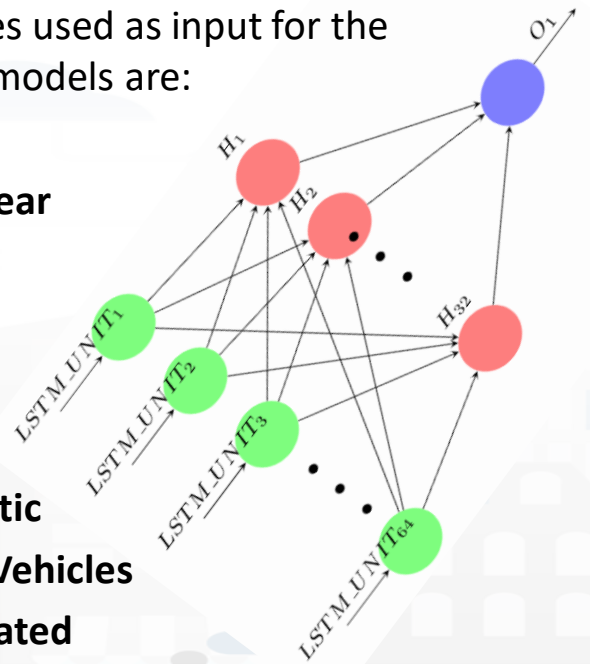 es used as input for the
models are:
ear
tic
Vehicles
ated
O₁
H₁
H₂
H₃₂
LSTM_UNIT₁
LSTM_UNIT₂
LSTM_UNIT₃
LSTM_UNIT₆₄